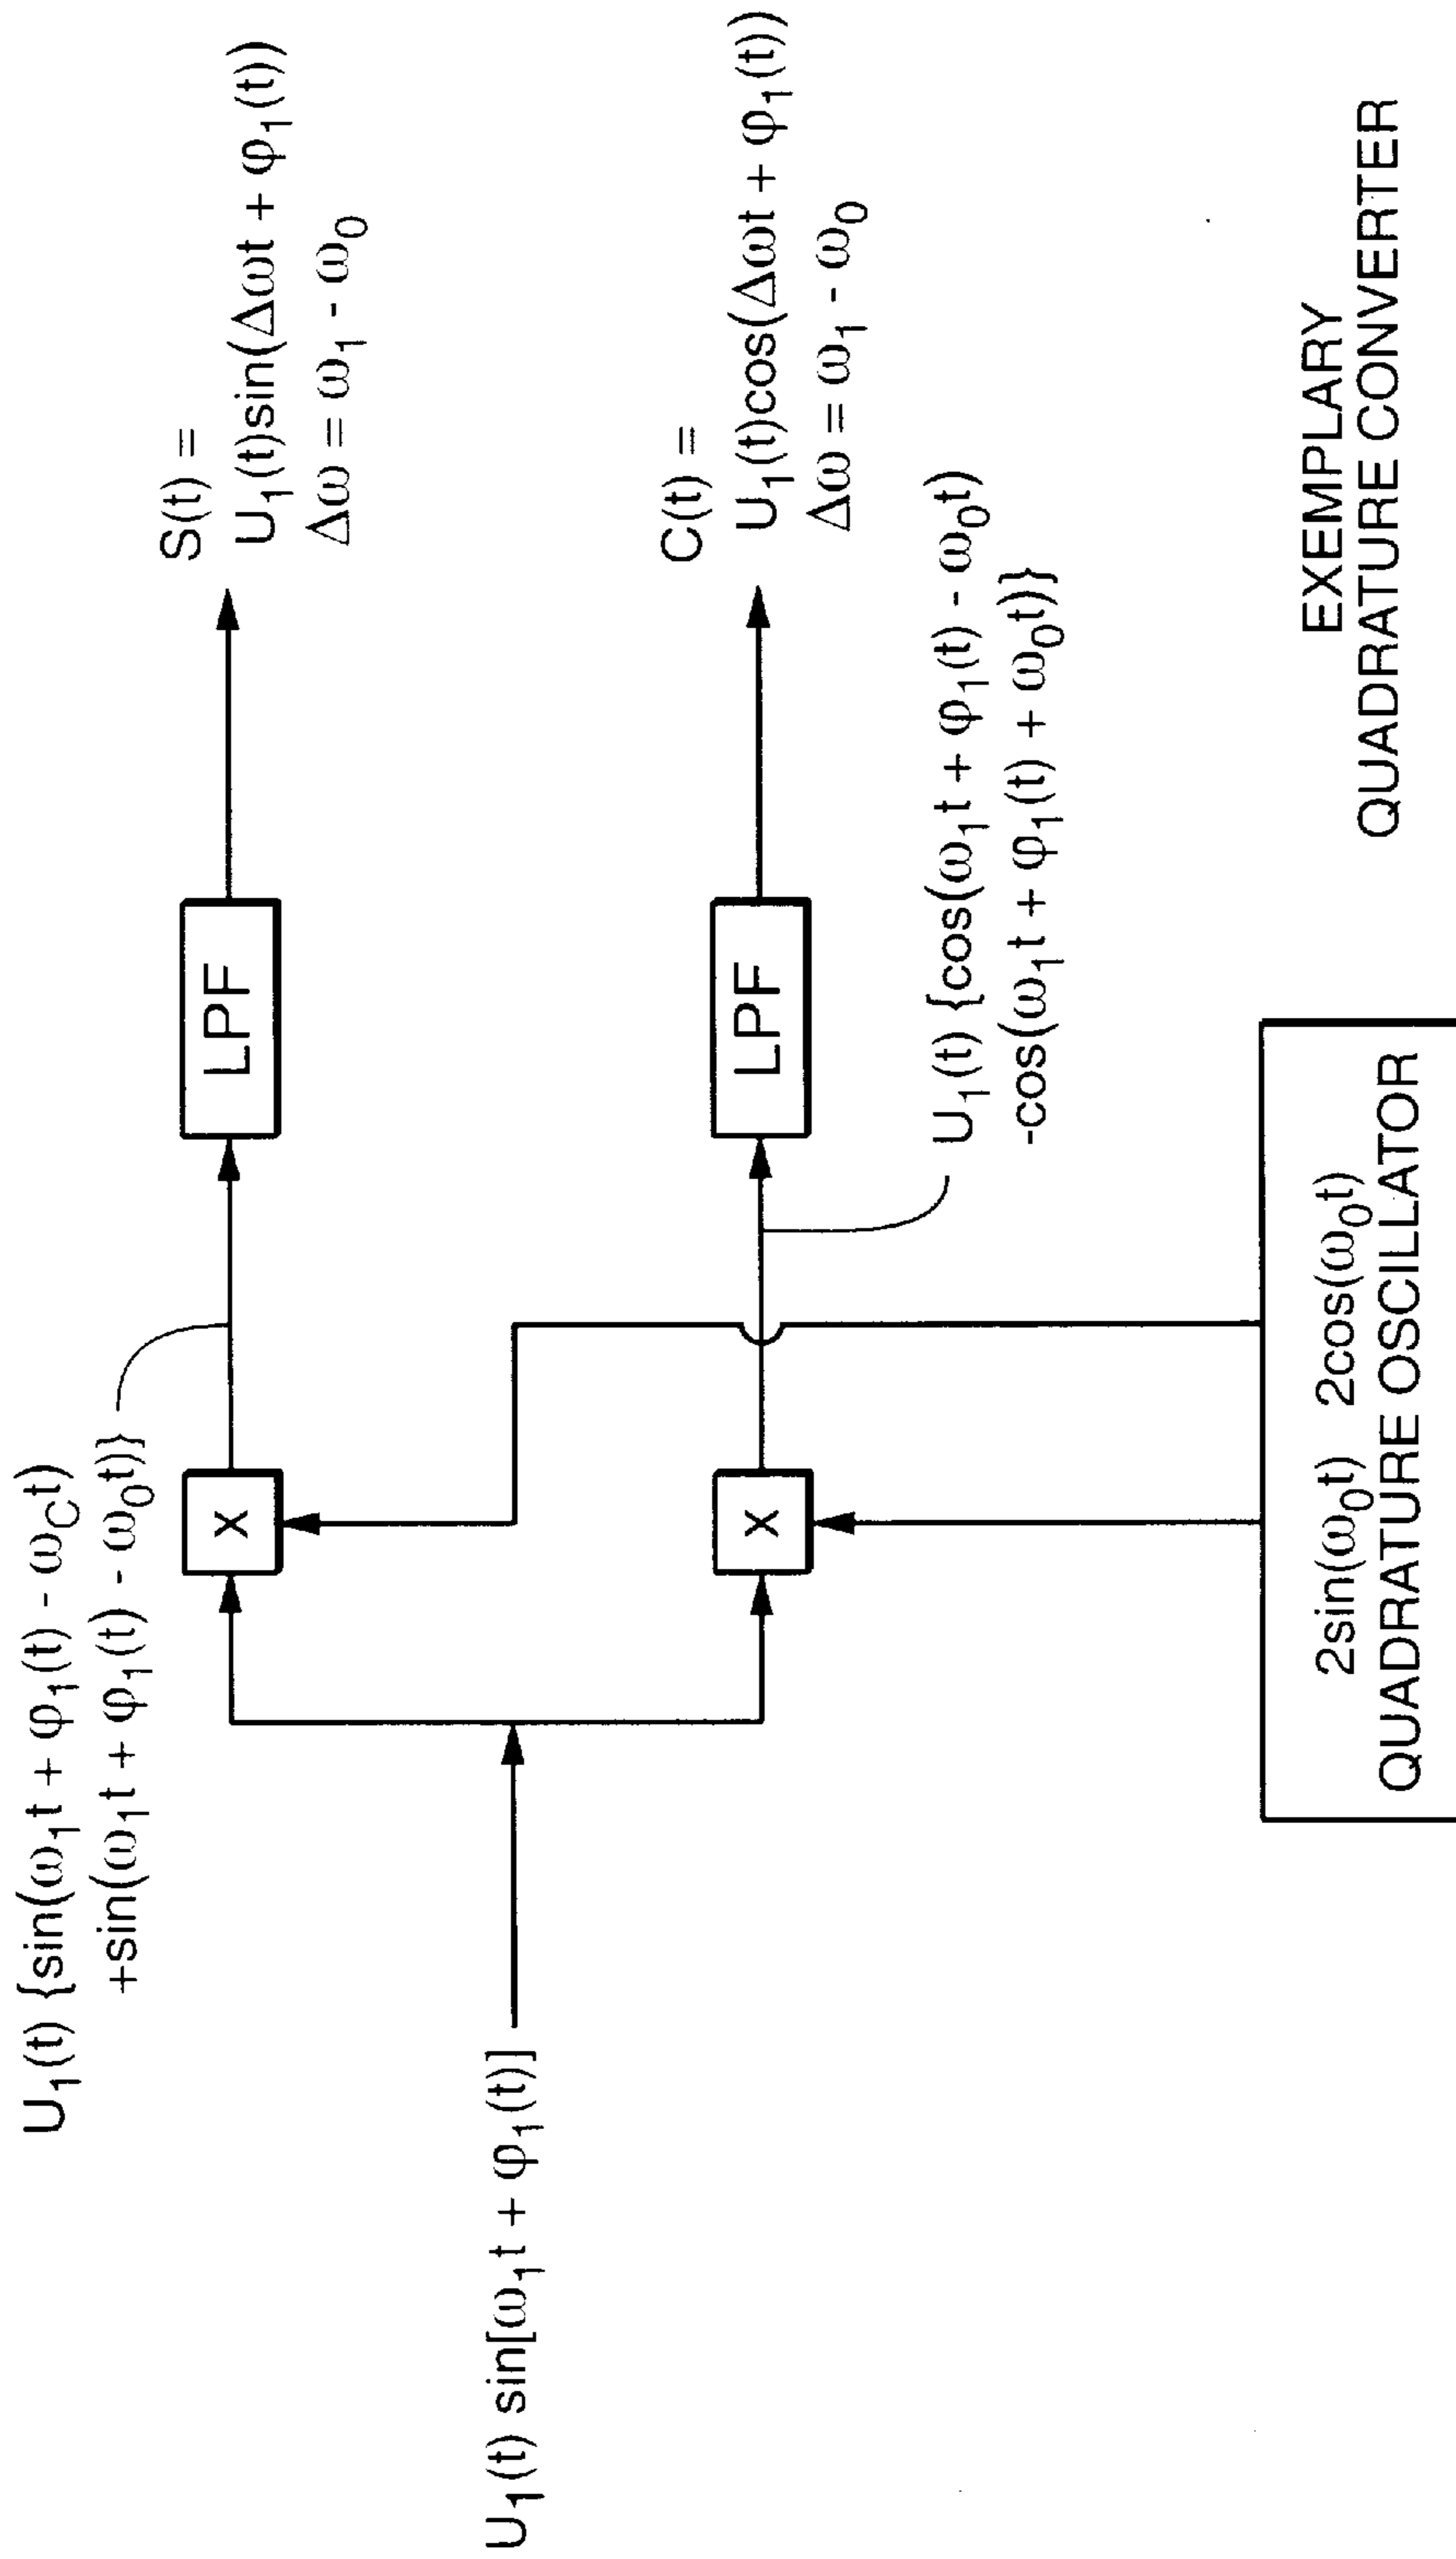 U₁(t) {sin(ω₁t + φ₁(t) - ω_Ct)
+sin(ω₁t + φ₁(t) - ω₀t)}
X
LPF
S(t) =
U₁(t)sin(Δωt + φ₁(t))
Δω = ω₁ - ω₀
U₁(t) sin[ω₁t + φ₁(t)]
X
LPF
C(t) =
U₁(t)cos(Δωt + φ₁(t))
Δω = ω₁ - ω₀
U₁(t) {cos(ω₁t + φ₁(t) - ω₀t)
-cos(ω₁t + φ₁(t) + ω₀t)}
2sin(ω₀t) 2cos(ω₀t)
QUADRATURE OSCILLATOR
EXEMPLARY
QUADRATURE CONVERTER